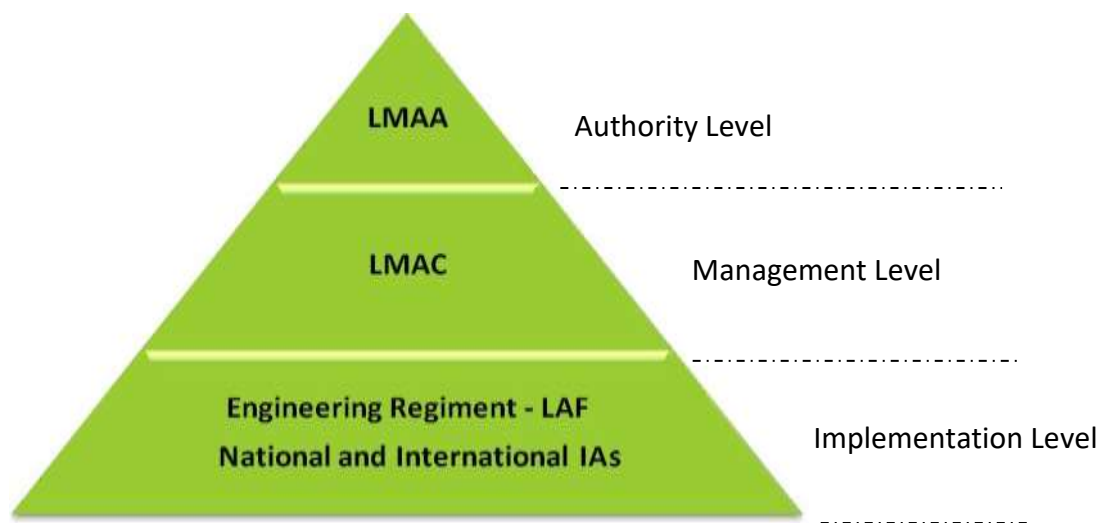 LMAA
Authority Level
LMAC
Management Level
Engineering Regiment - LAF
National and International IAs
Implementation Level